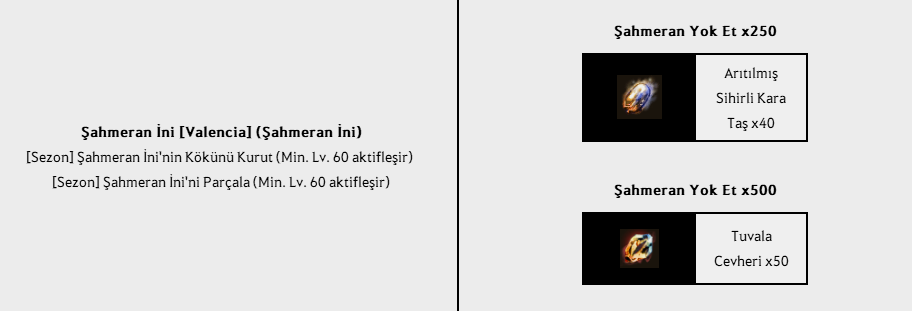 Şahmeran İni [Valencia] (Şahmeran İni)
[Sezon] Şahmeran İni'nin Kökünü Kurut (Min. Lv. 60 aktifleşir)
[Sezon] Şahmeran İni'ni Parçala (Min. Lv. 60 aktifleşir)
Şahmeran Yok Et x250
Arıtılmış
Sihirli Kara
Taş x40
Şahmeran Yok Et x500
Tuvala
Cevheri x50